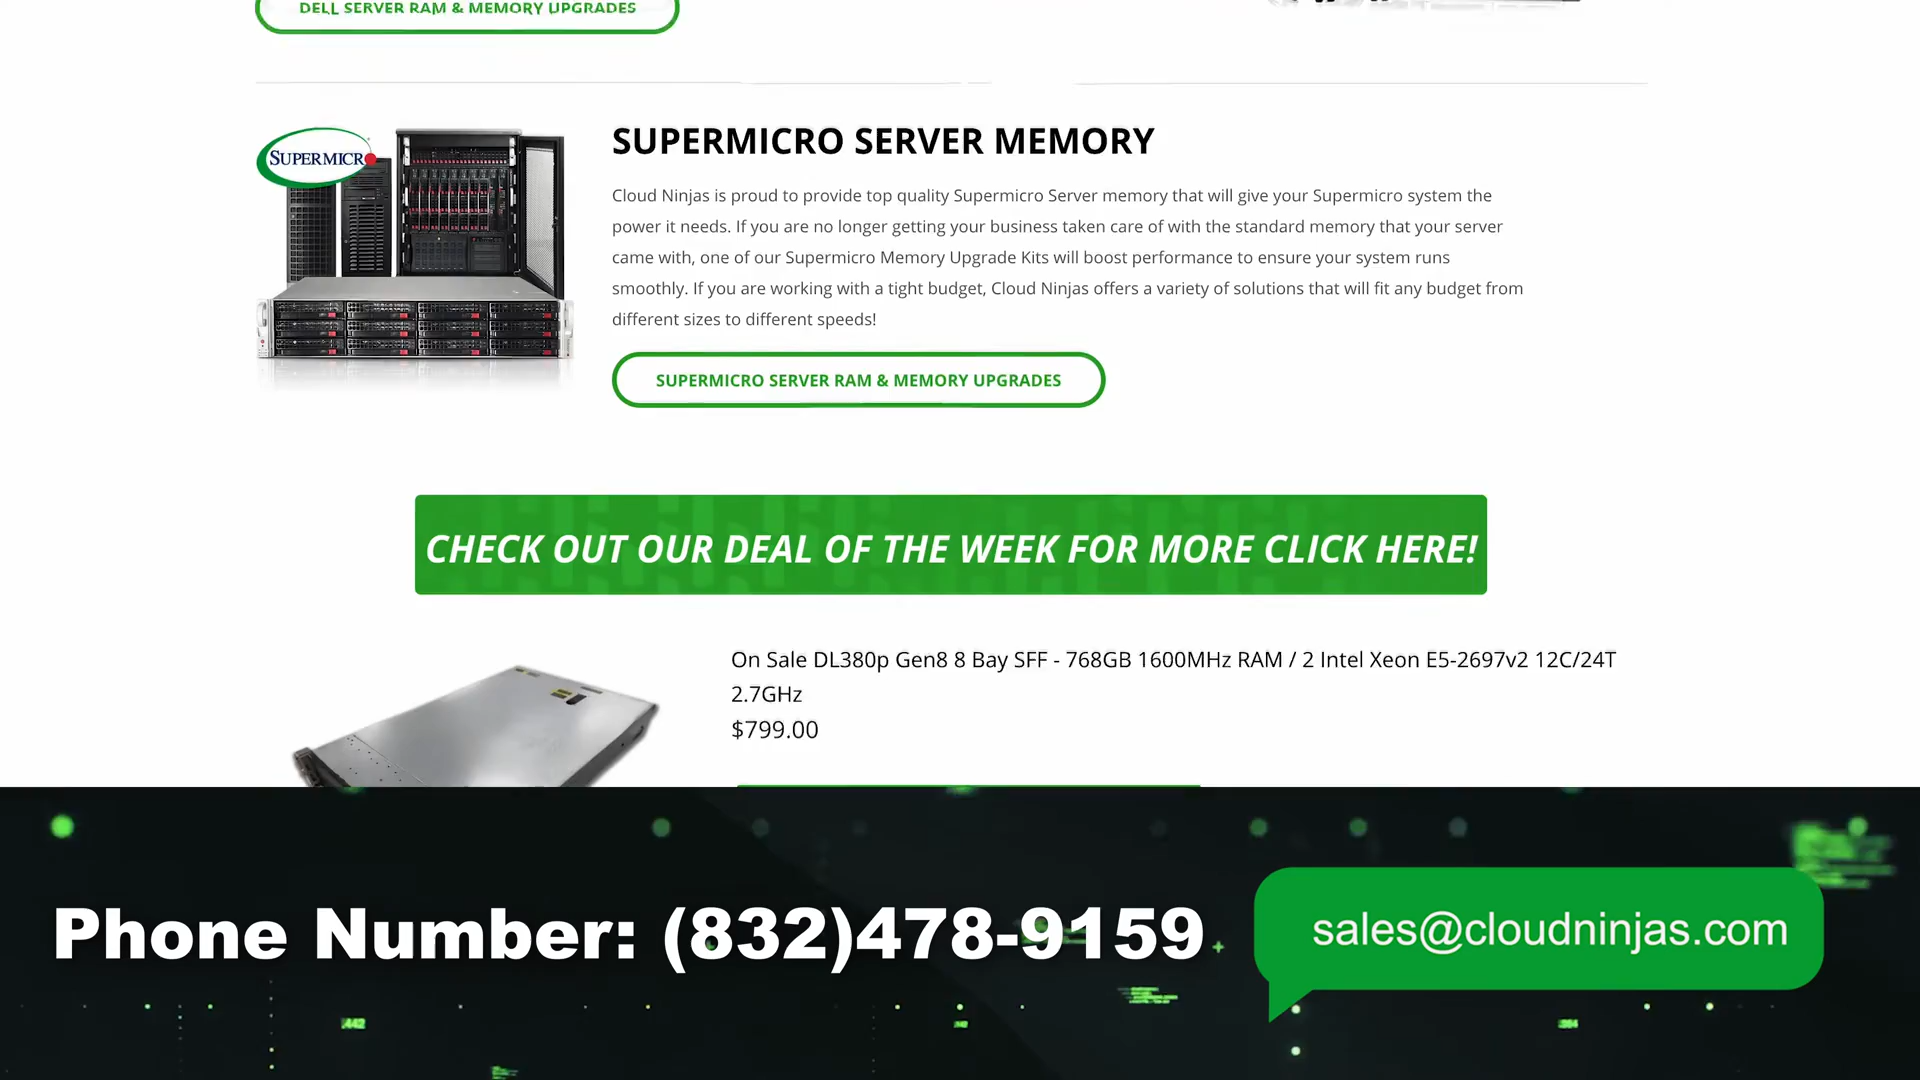 DELL SERVER RAM & MEMORY UPGRADES
SUPERMICR
SUPERMICRO SERVER MEMORY
Cloud Ninjas is proud to provide top quality Supermicro Server memory that will give your Supermicro system the
power it needs. If you are no longer getting your business taken care of with the standard memory that your server
came with, one of our Supermicro Memory Upgrade Kits will boost performance to ensure your system runs
smoothly. If you are working with a tight budget, Cloud Ninjas offers a variety of solutions that will fit any budget from
different sizes to different speeds!
SUPERMICRO SERVER RAM & MEMORY UPGRADES
CHECK OUT OUR DEAL OF THE WEEK FOR MORE CLICK HERE!
On Sale DL380p Gen8 8 Bay SFF - 768GB 1600MHz RAM / 2 Intel Xeon E5-2697v2 12C/24T
2.7GHz
$799.00
Phone Number: (832)478-9159
sales@cloudninjas.com
.442